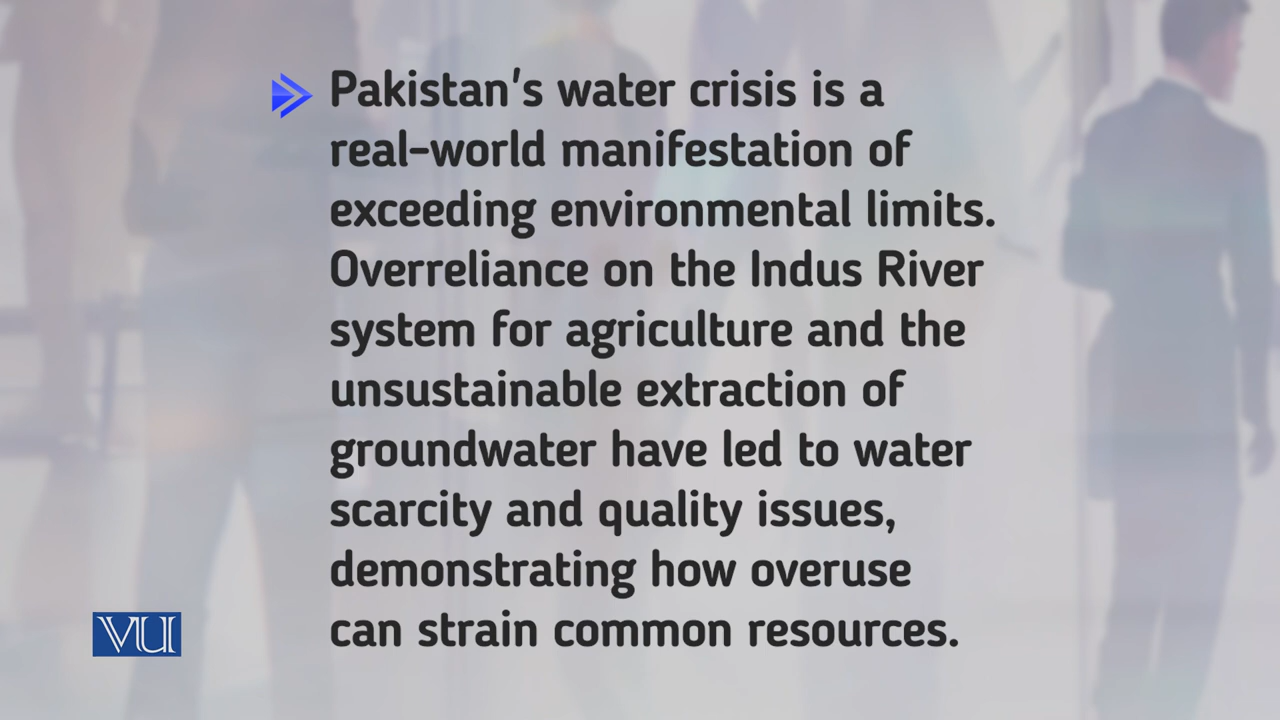 Pakistan's water crisis is a
real-world manifestation of
exceeding environmental limits.
Overreliance on the Indus River
system for agriculture and the
unsustainable extraction of
groundwater have led to water
scarcity and quality issues,
demonstrating how overuse
can strain common resources.
VU